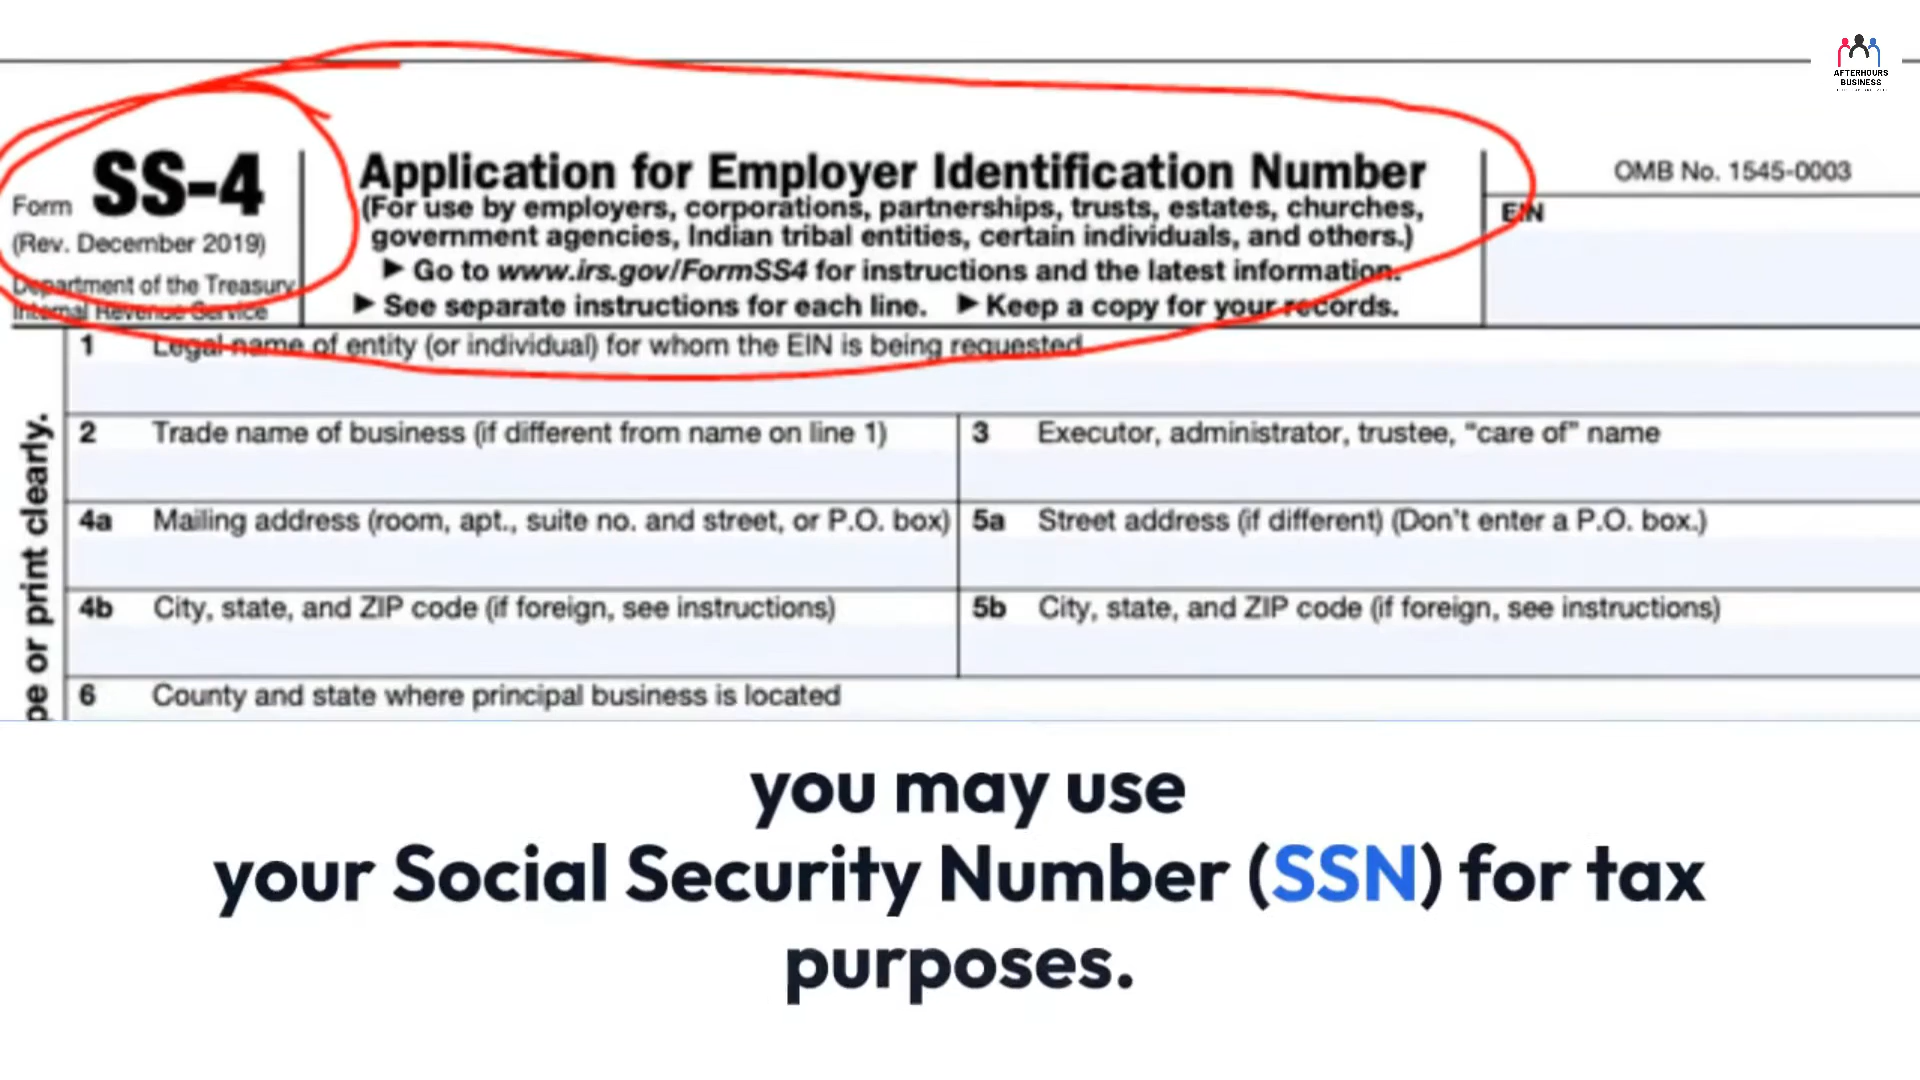 AFTERHOURS
BUSINESS
Form SS-4
(Rev. December 2019)
Department of the Treasury
Internal Revenue Service
Application for Employer Identification Number
(For use by employers, corporations, partnerships, trusts, estates, churches,
government agencies, Indian tribal entities, certain individuals, and others.)
► Go to www.irs.gov/FormSS4 for instructions and the latest information.
► See separate instructions for each line. ► Keep a copy for your records.
OMB No. 1545-0003
EIN
pe or print clearly.
1 Legal name of entity (or individual) for whom the EIN is being requested
2 Trade name of business (if different from name on line 1)
3 Executor, administrator, trustee, “care of” name
4a Mailing address (room, apt., suite no. and street, or P.O. box)
5a Street address (if different) (Don’t enter a P.O. box.)
4b City, state, and ZIP code (if foreign, see instructions)
5b City, state, and ZIP code (if foreign, see instructions)
6 County and state where principal business is located
you may use
your Social Security Number (SSN) for tax
purposes.